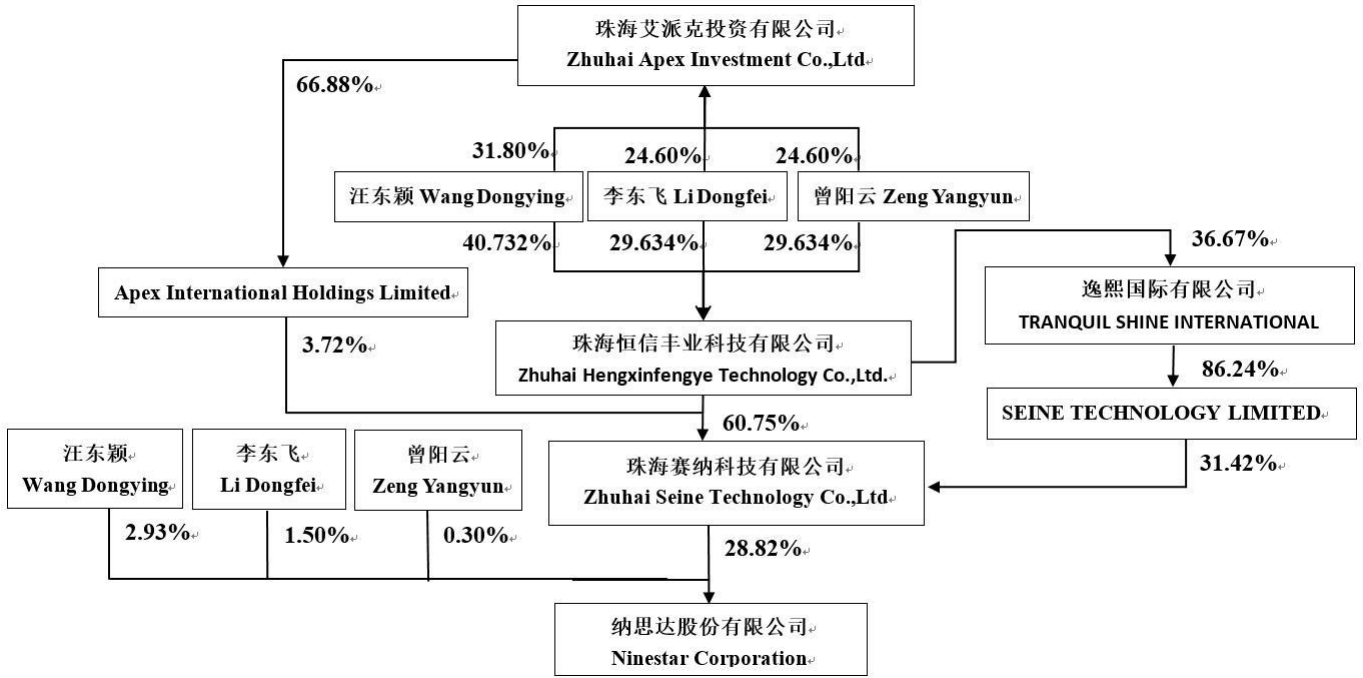 珠海艾派克投资有限公司
Zhuhai Apex Investment Co.,Ltd
66.88%
31.80%
24.60%
24.60%
汪东颖 Wang Dongying
李东飞 Li Dongfei
曾阳云 Zeng Yangyun
40.732%
29.634%
29.634%
36.67%
Apex International Holdings Limited
逸熙国际有限公司
TRANQUIL SHINE INTERNATIONAL
3.72%
珠海恒信丰业科技有限公司
Zhuhai Hengxinfengye Technology Co.,Ltd.
86.24%
SEINE TECHNOLOGY LIMITED
60.75%
汪东颖
Wang Dongying
李东飞
Li Dongfei
曾阳云
Zeng Yangyun
珠海赛纳科技有限公司
Zhuhai Seine Technology Co.,Ltd
31.42%
2.93%
1.50%
0.30%
28.82%
纳思达股份有限公司
Ninestar Corporation